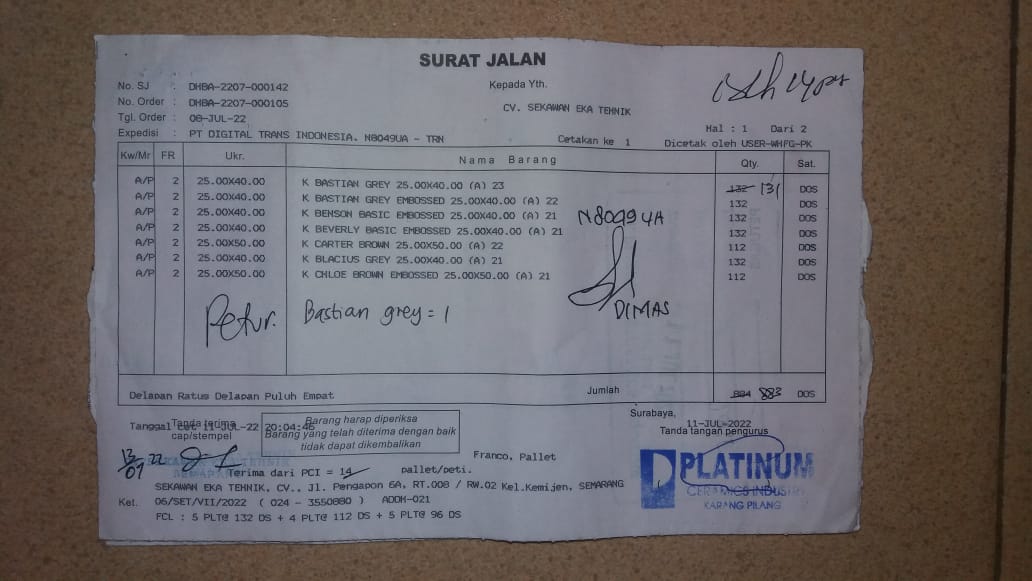 SURAT JALAN
No. SJ : DHBA-2207-000142
Kepada Yth.
No. Order : DHBA-2207-000105
CV. SEKAWAN EKA TEHNIK
Tgl. Order : 08-JUL-22
Hal : 1 Dari 2
Expedisi : PT DIGITAL TRANS INDONESIA. N8049UA - TRN
Cetakan ke 1
Dicetak oleh USER-WHFG-PK
Kw/Mr FR Ukr. Nama Barang Qty. Sat.
A/P 2 25.00X40.00 K BASTIAN GREY 25.00X40.00 (A) 23 132 131 DOS
A/P 2 25.00X40.00 K BASTIAN GREY EMBOSSED 25.00X40.00 (A) 22 132 DOS
A/P 2 25.00X40.00 K BENSON BASIC EMBOSSED 25.00X40.00 (A) 21 132 DOS
A/P 2 25.00X40.00 K BEVERLY BASIC EMBOSSED 25.00X40.00 (A) 21 132 DOS
A/P 2 25.00X50.00 K CARTER BROWN 25.00X50.00 (A) 22 112 DOS
A/P 2 25.00X40.00 K BLACIUS GREY 25.00X40.00 (A) 21 132 DOS
A/P 2 25.00X50.00 K CHLOE BROWN EMBOSSED 25.00X50.00 (A) 21 112 DOS
N8049UA
DIMAS
Retur. Bastian grey = 1
Delapan Ratus Delapan Puluh Empat
Jumlah 884 883 DOS
Tanggal Cet 11-JUL-22 20:04:46
Tanda terima
cap/stempel
Barang harap diperiksa
Barang yang telah diterima dengan baik
tidak dapat dikembalikan
Surabaya,
11-JUL-2022
Tanda tangan pengurus
Franco, Pallet
13/07 22
Terima dari PCI = 14 pallet/peti.
SEKAWAN EKA TEHNIK, CV., Jl. Pengapon 6A, RT.008 / RW.02 Kel.Kemijen, SEMARANG
Ket. 06/SET/VII/2022 ( 024 - 3550880 ) ADDH-021
FCL : 5 PLT@ 132 DS + 4 PLT@ 112 DS + 5 PLT@ 96 DS
PLATINUM
CERAMICS INDUSTRY
KARANG PILANG